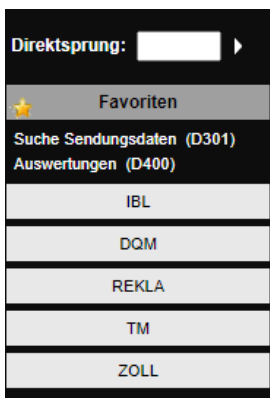 Direktsprung:
Favoriten
Suche Sendungsdaten (D301)
Auswertungen (D400)
IBL
DQM
REKLA
TM
ZOLL